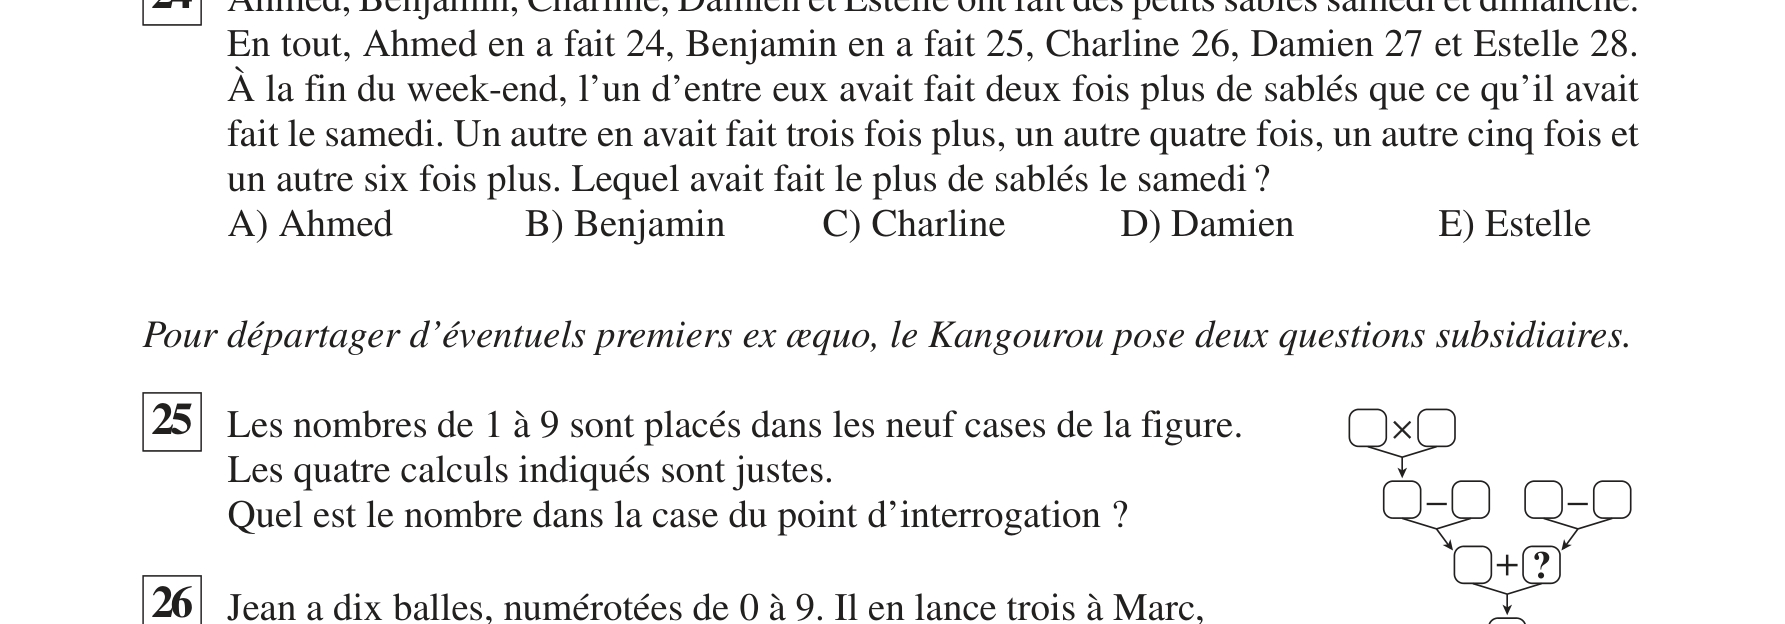 24 Ahmed, Benjamin, Charline, Damien et Estelle ont fait des petits sablés samedi et dimanche.
En tout, Ahmed en a fait 24, Benjamin en a fait 25, Charline 26, Damien 27 et Estelle 28.
À la fin du week-end, l’un d’entre eux avait fait deux fois plus de sablés que ce qu’il avait
fait le samedi. Un autre en avait fait trois fois plus, un autre quatre fois, un autre cinq fois et
un autre six fois plus. Lequel avait fait le plus de sablés le samedi ?
A) Ahmed B) Benjamin C) Charline D) Damien E) Estelle
Pour départager d’éventuels premiers ex æquo, le Kangourou pose deux questions subsidiaires.
25 Les nombres de 1 à 9 sont placés dans les neuf cases de la figure.
Les quatre calculs indiqués sont justes.
Quel est le nombre dans la case du point d’interrogation ?
×
– –
+ ?
26 Jean a dix balles, numérotées de 0 à 9. Il en lance trois à Marc,